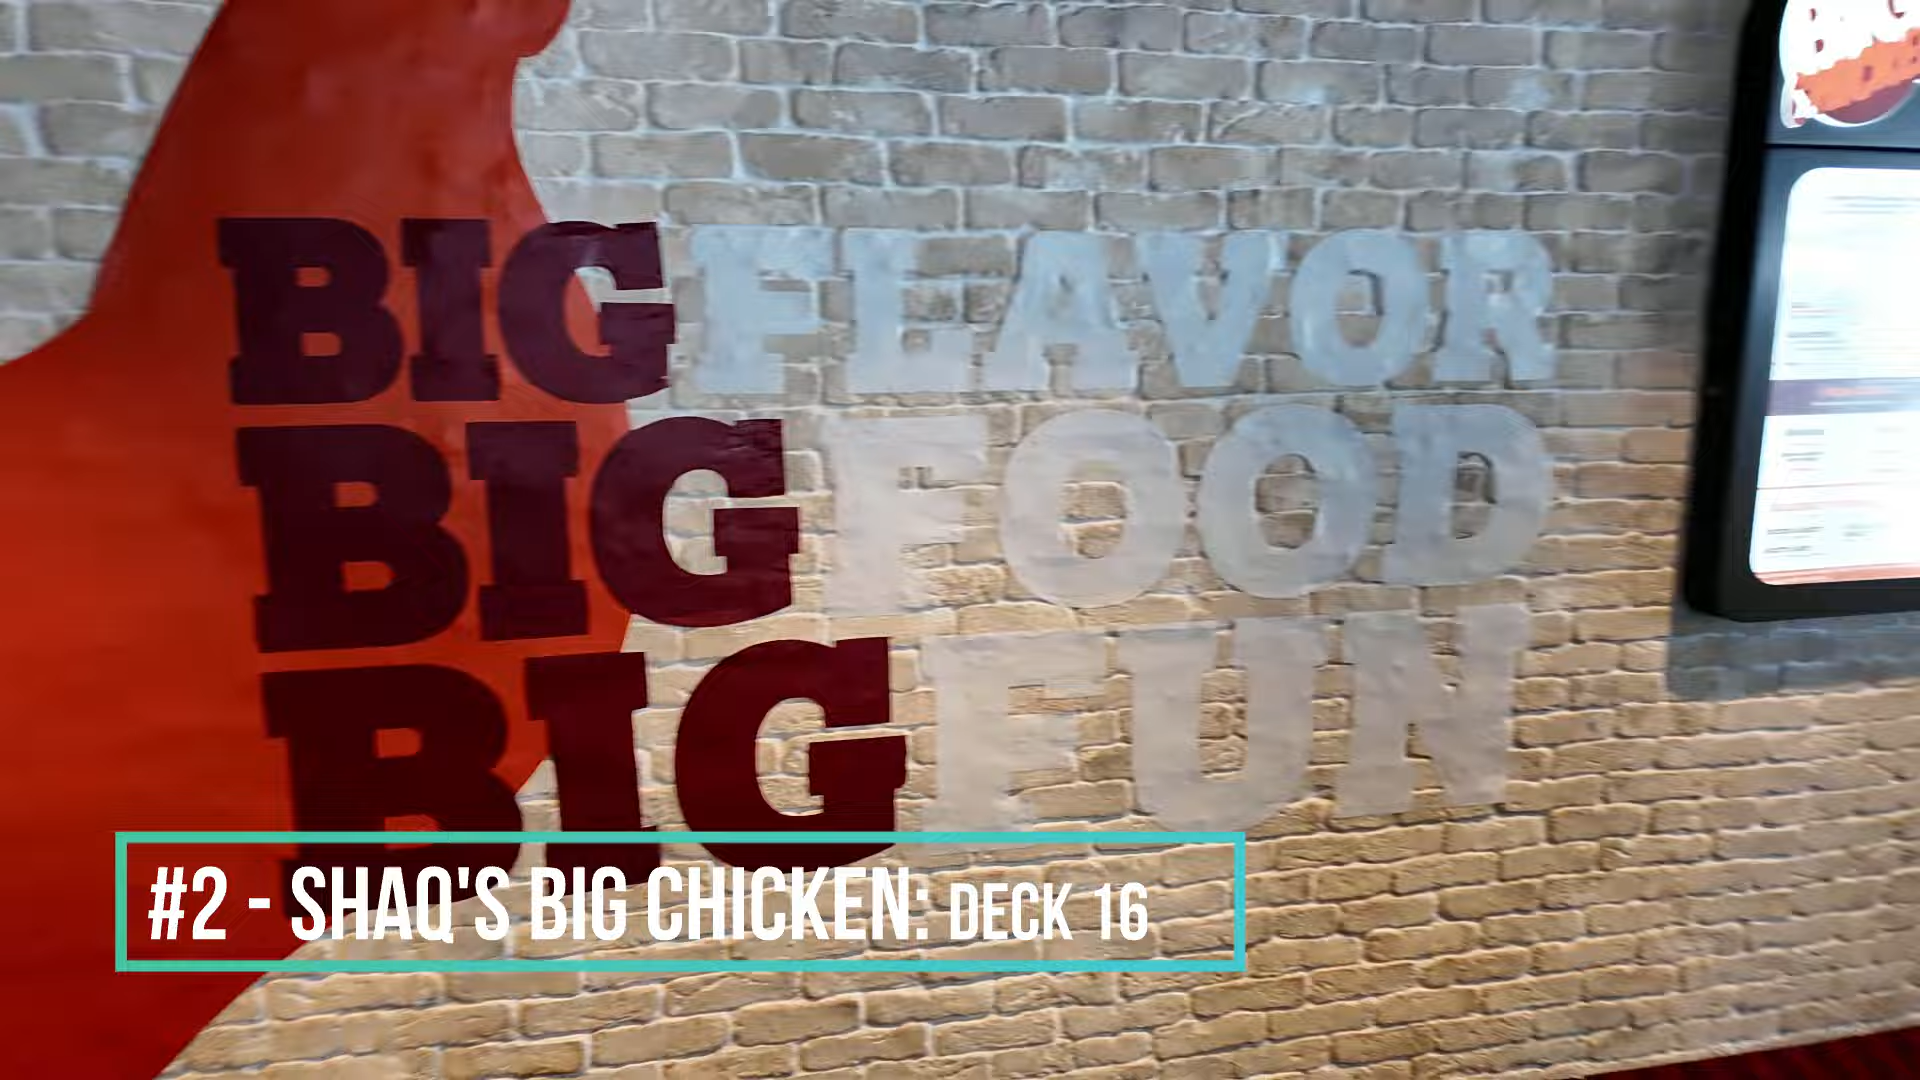 BIG FLAVOR
BIG FOOD
BIG FUN
#2 - SHAQ'S BIG CHICKEN: DECK 16